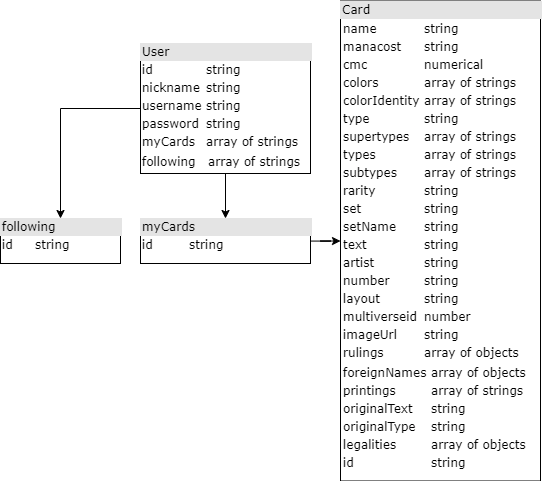 User
id string
nickname string
username string
password string
myCards array of strings
following array of strings
following
id string
myCards
id string
Card
name string
manacost string
cmc numerical
colors array of strings
colorIdentity array of strings
type string
supertypes array of strings
types array of strings
subtypes array of strings
rarity string
set string
setName string
text string
artist string
number string
layout string
multiverseid number
imageUrl string
rulings array of objects
foreignNames array of objects
printings array of strings
originalText string
originalType string
legalities array of objects
id string